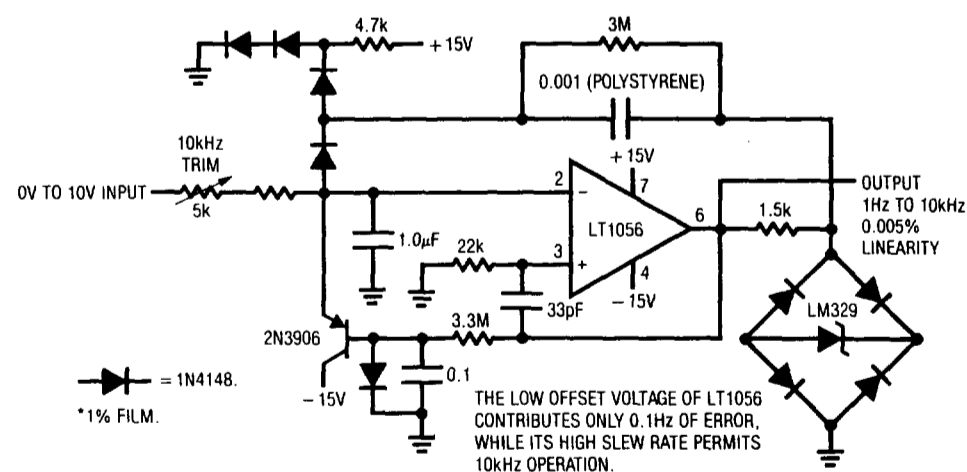 4.7k
+15V
3M
0.001 (POLYSTYRENE)
10kHz
TRIM
+15V
0V TO 10V INPUT
5k
2
−
7
OUTPUT
1Hz TO 10kHz
0.005%
LINEARITY
6
1.5k
LT1056
1.0µF
22k
3
+
4
−15V
33pF
LM329
2N3906
3.3M
0.1
−15V
= 1N4148.
*1% FILM.
THE LOW OFFSET VOLTAGE OF LT1056
CONTRIBUTES ONLY 0.1Hz OF ERROR,
WHILE ITS HIGH SLEW RATE PERMITS
10kHz OPERATION.